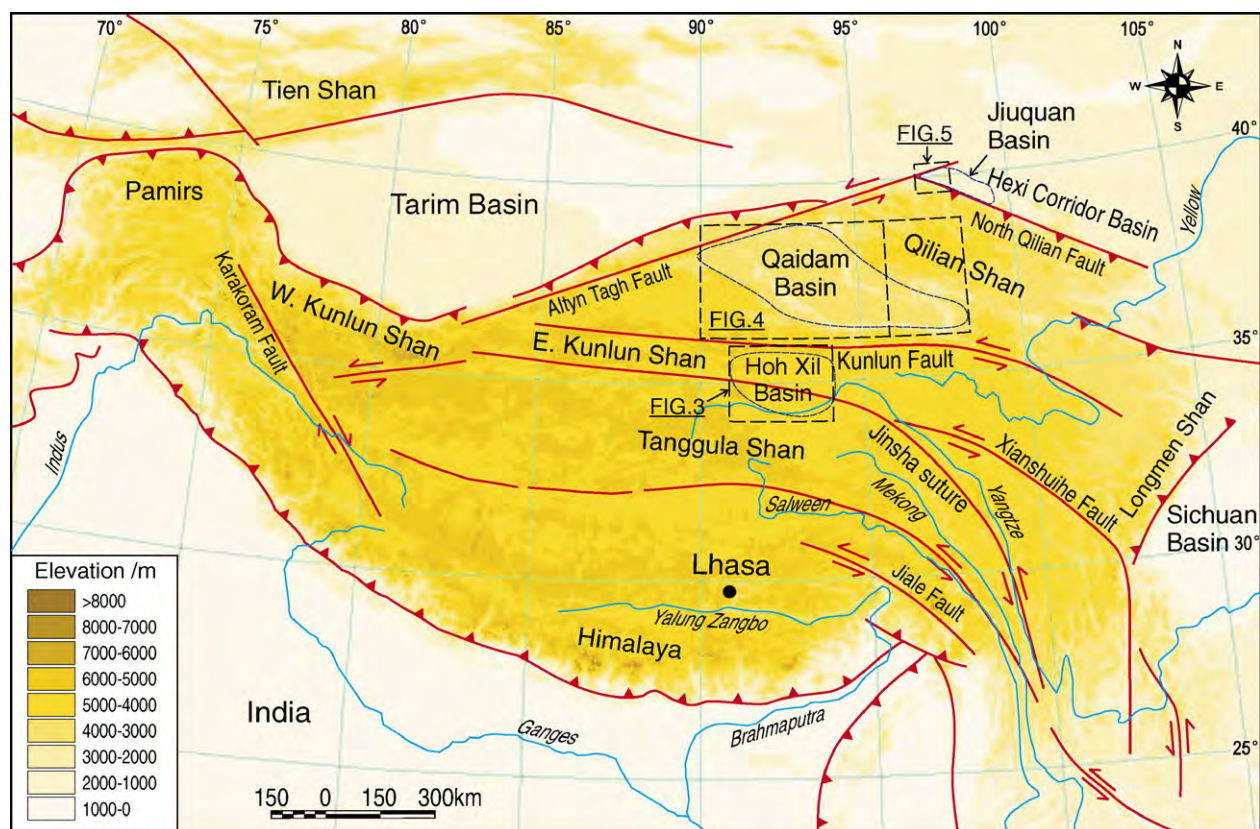 70°
75°
80°
85°
90°
95°
100°
105°
N
W
E
S
Tien Shan
Jiuquan
Basin
FIG.5
40°
Pamirs
Tarim Basin
Hexi Corridor Basin
Yellow
North Qilian Fault
Qilian Shan
Qaidam
Basin
Altyn Tagh Fault
FIG.4
Karakoram Fault
W. Kunlun Shan
35°
E. Kunlun Shan
Kunlun Fault
Hoh Xil
Basin
FIG.3
Indus
Tanggula Shan
Jinsha suture
Xianshuihe Fault
Longmen Shan
Mekong
Yangtze
Salween
Sichuan
Basin
30°
Lhasa
Jiale Fault
Yalung Zangbo
Himalaya
India
Ganges
Brahmaputra
25°
Elevation /m
>8000
8000-7000
7000-6000
6000-5000
5000-4000
4000-3000
3000-2000
2000-1000
1000-0
150 0 150 300km